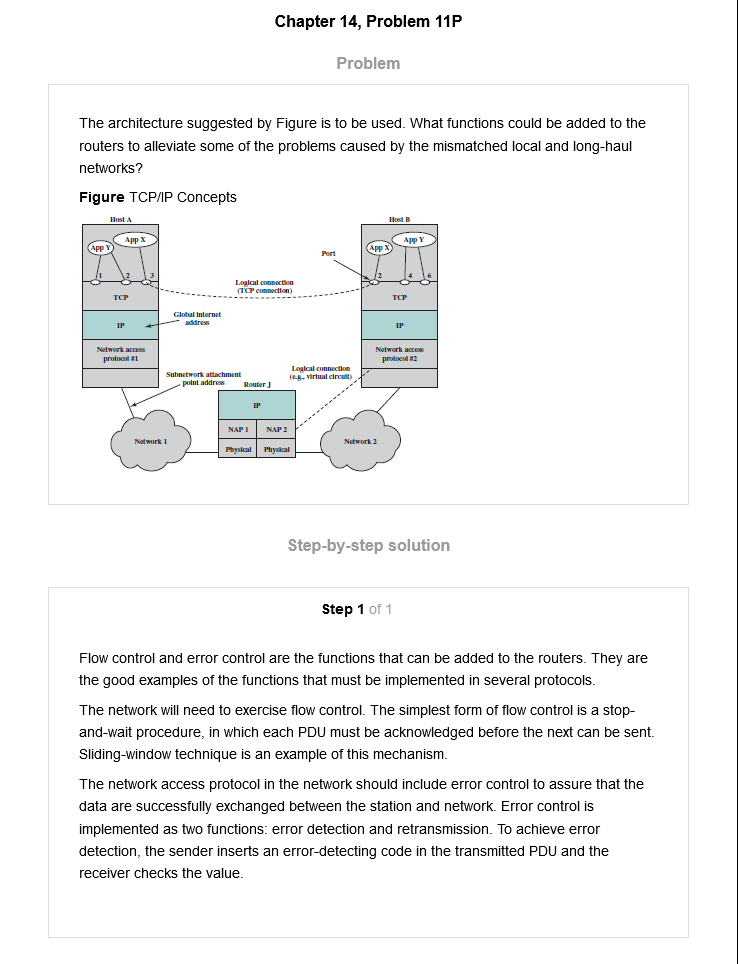 Chapter 14, Problem 11P
Problem
The architecture suggested by Figure is to be used. What functions could be added to the
routers to alleviate some of the problems caused by the mismatched local and long-haul
networks?
Figure TCP/IP Concepts
Host A
Host B
App Y
App X
App X
App Y
Port
1
2
3
2
4
6
Logical connection
(TCP connection)
TCP
TCP
Global internet
address
IP
IP
Network access
protocol #1
Network access
protocol #2
Subnetwork attachment
point address
Router J
Logical connection
(e.g., virtual circuit)
IP
NAP 1
NAP 2
Network 1
Physical
Physical
Network 2
Step-by-step solution
Step 1 of 1
Flow control and error control are the functions that can be added to the routers. They are
the good examples of the functions that must be implemented in several protocols.
The network will need to exercise flow control. The simplest form of flow control is a stop-
and-wait procedure, in which each PDU must be acknowledged before the next can be sent.
Sliding-window technique is an example of this mechanism.
The network access protocol in the network should include error control to assure that the
data are successfully exchanged between the station and network. Error control is
implemented as two functions: error detection and retransmission. To achieve error
detection, the sender inserts an error-detecting code in the transmitted PDU and the
receiver checks the value.